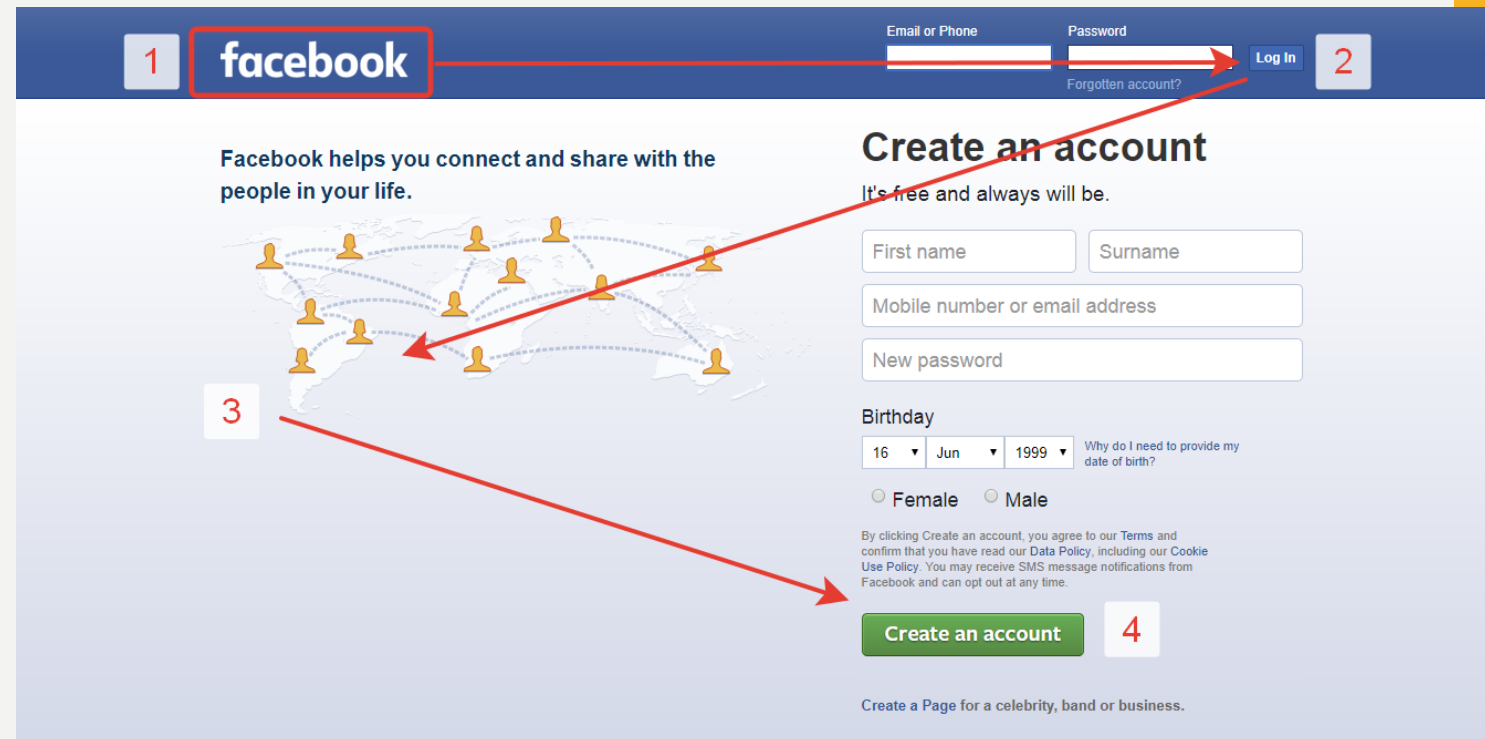 1
facebook
Email or Phone
Password
Log In
2
Forgotten account?
Facebook helps you connect and share with the
people in your life.
3
Create an account
It's free and always will be.
First name
Surname
Mobile number or email address
New password
Birthday
16 Jun 1999
Why do I need to provide my
date of birth?
Female Male
By clicking Create an account, you agree to our Terms and
confirm that you have read our Data Policy, including our Cookie
Use Policy. You may receive SMS message notifications from
Facebook and can opt out at any time.
Create an account
4
Create a Page for a celebrity, band or business.